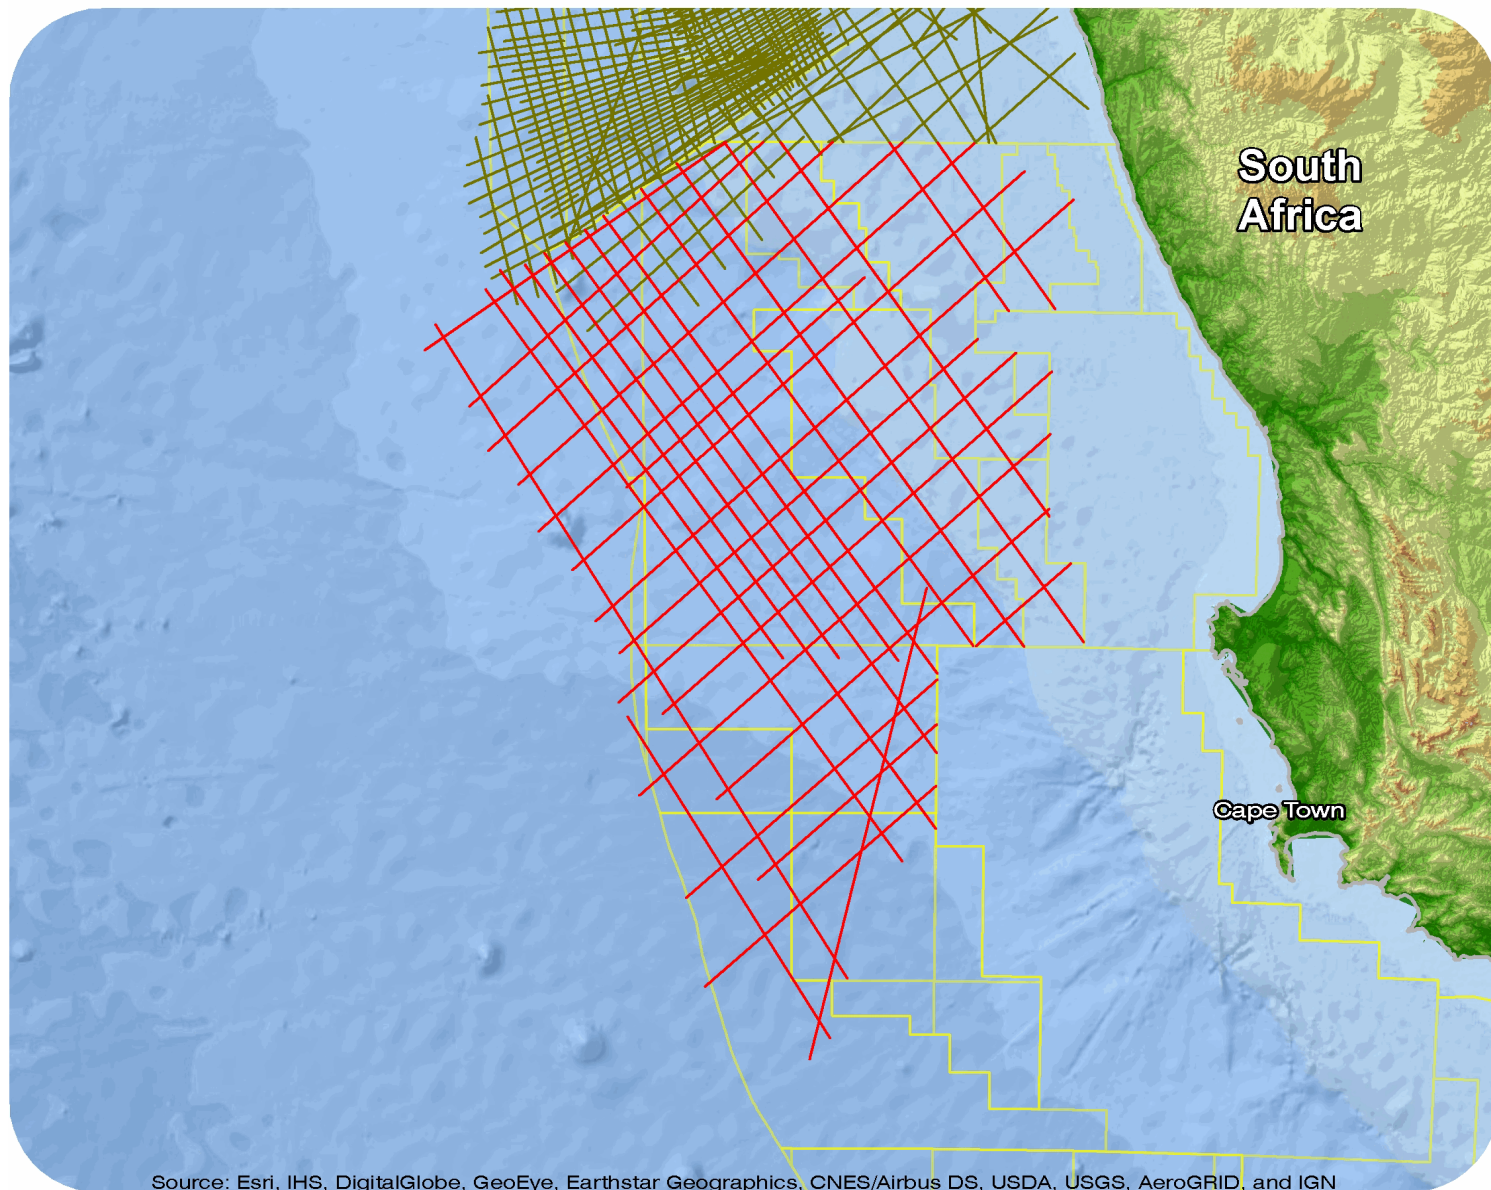 South
Africa
Cape Town
Source: Esri, IHS, DigitalGlobe, GeoEye, Earthstar Geographics, CNES/Airbus DS, USDA, USGS, AeroGRID, and IGN